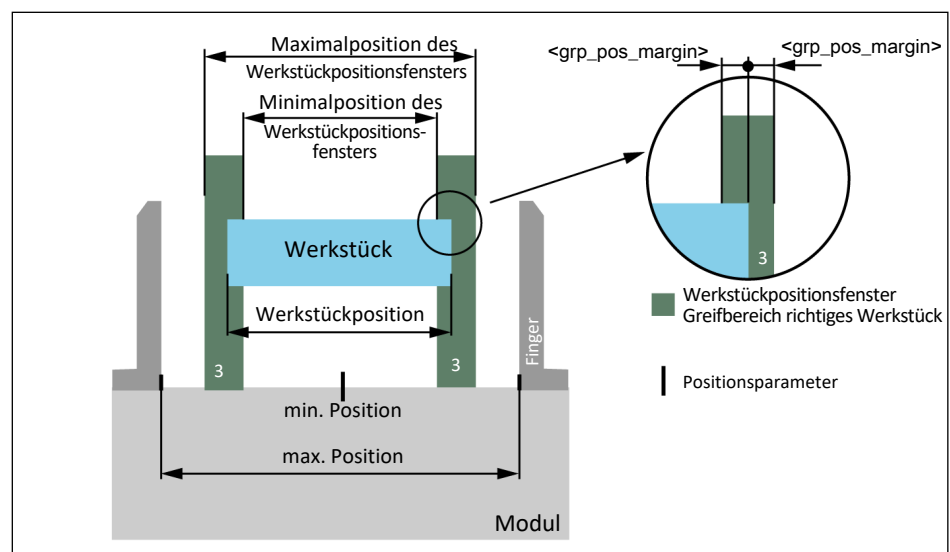 Maximalposition des
Werkstückpositionsfensters
Minimalposition des
Werkstückpositions-
fensters
<grp_pos_margin>
<grp_pos_margin>
Werkstück
3
Werkstückpositionsfenster
Greifbereich richtiges Werkstück
Werkstückposition
Finger
3
3
Positionsparameter
min. Position
max. Position
Modul